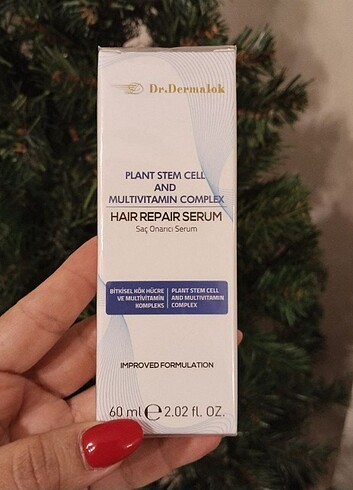 Dr.Dermalok
PLANT STEM CELL
AND
MULTIVITAMIN COMPLEX
HAIR REPAIR SERUM
Saç Onarıcı Serum
BİTKİSEL KÖK HÜCRE
VE MULTİVİTAMİN
KOMPLEKS
PLANT STEM CELL
AND MULTIVITAMIN
COMPLEX
IMPROVED FORMULATION
60 ml e 2.02 fl. OZ.